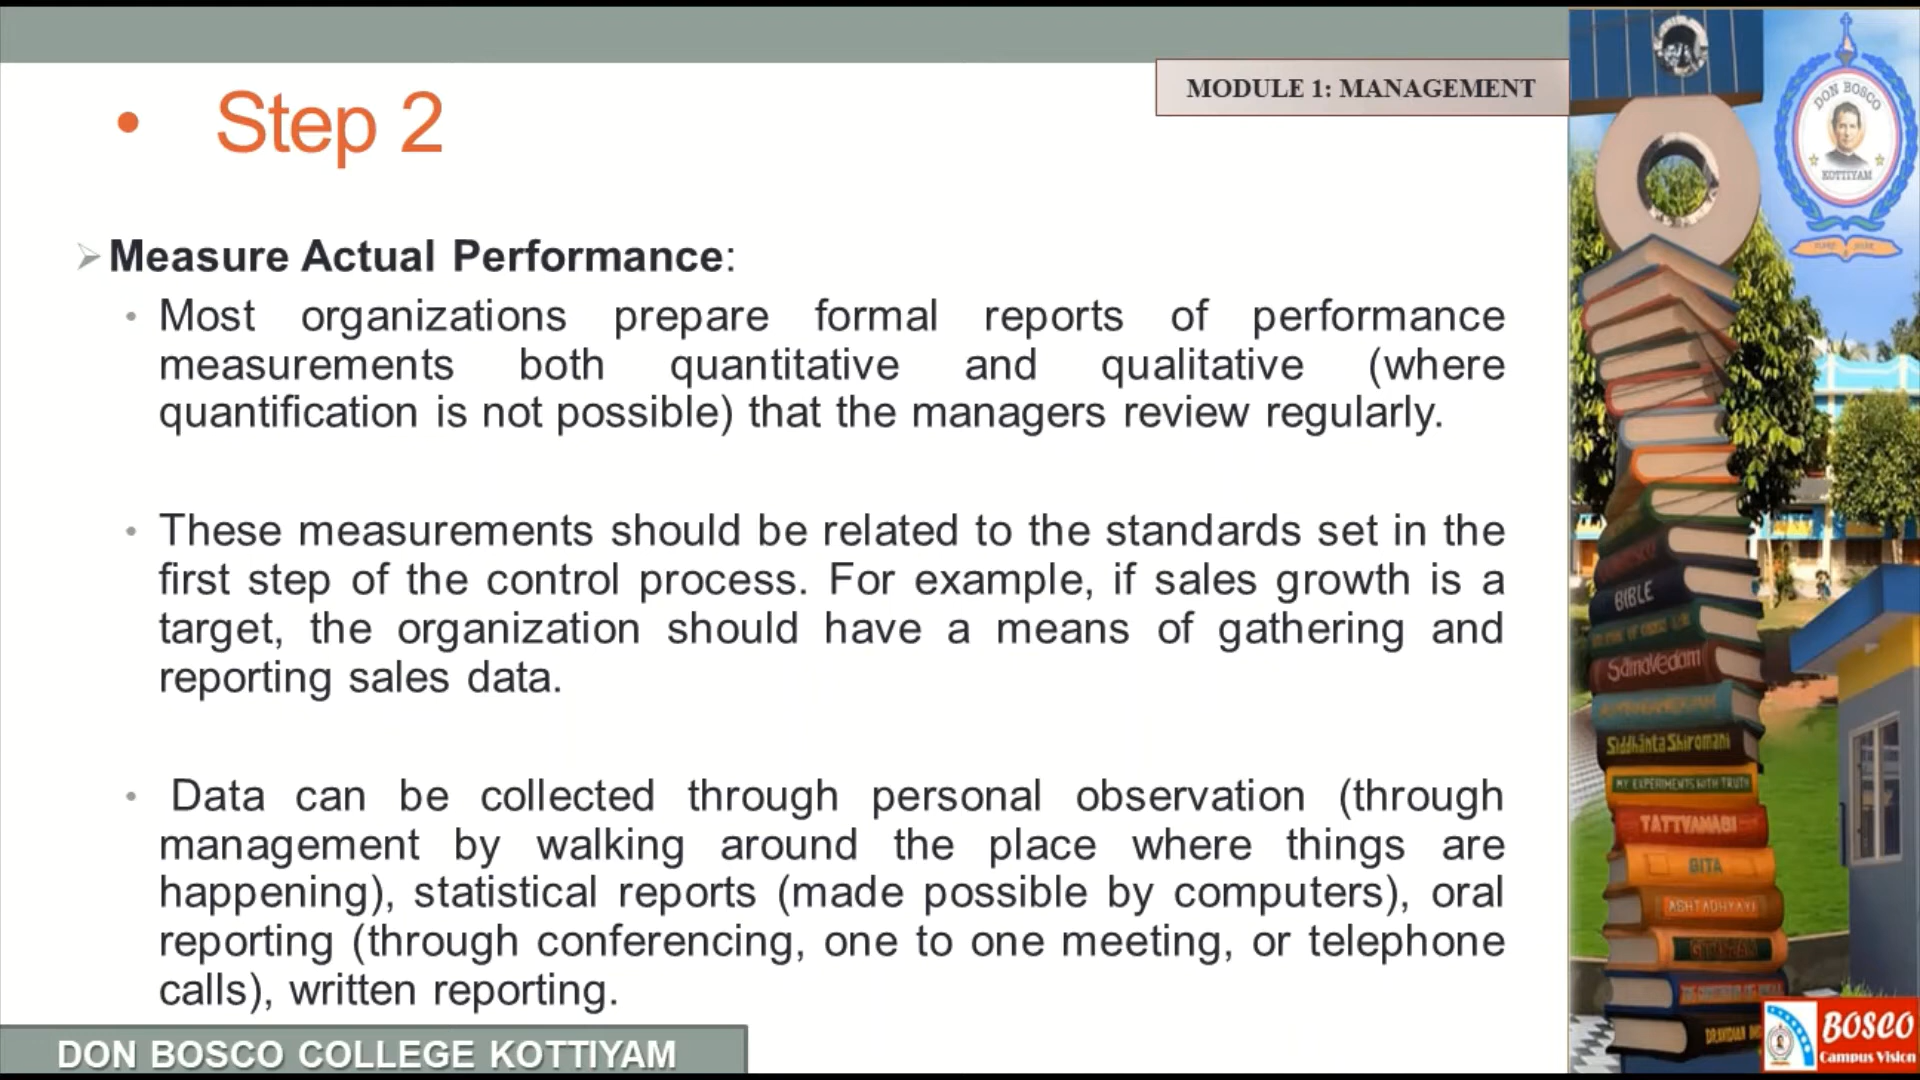 MODULE 1: MANAGEMENT
• Step 2
➢ Measure Actual Performance:
• Most organizations prepare formal reports of performance
measurements both quantitative and qualitative (where
quantification is not possible) that the managers review regularly.
• These measurements should be related to the standards set in the
first step of the control process. For example, if sales growth is a
target, the organization should have a means of gathering and
reporting sales data.
• Data can be collected through personal observation (through
management by walking around the place where things are
happening), statistical reports (made possible by computers), oral
reporting (through conferencing, one to one meeting, or telephone
calls), written reporting.
DON BOSCO COLLEGE KOTTIYAM
DON BOSCO
KOTTIYAM
BIBLE
SamaVedam
Siddhanta Shiromani
MY EXPERIMENTS WITH TRUTH
TATTVANABI
GITA
ASHTADHYAYI
BOSCO
Campus Vision